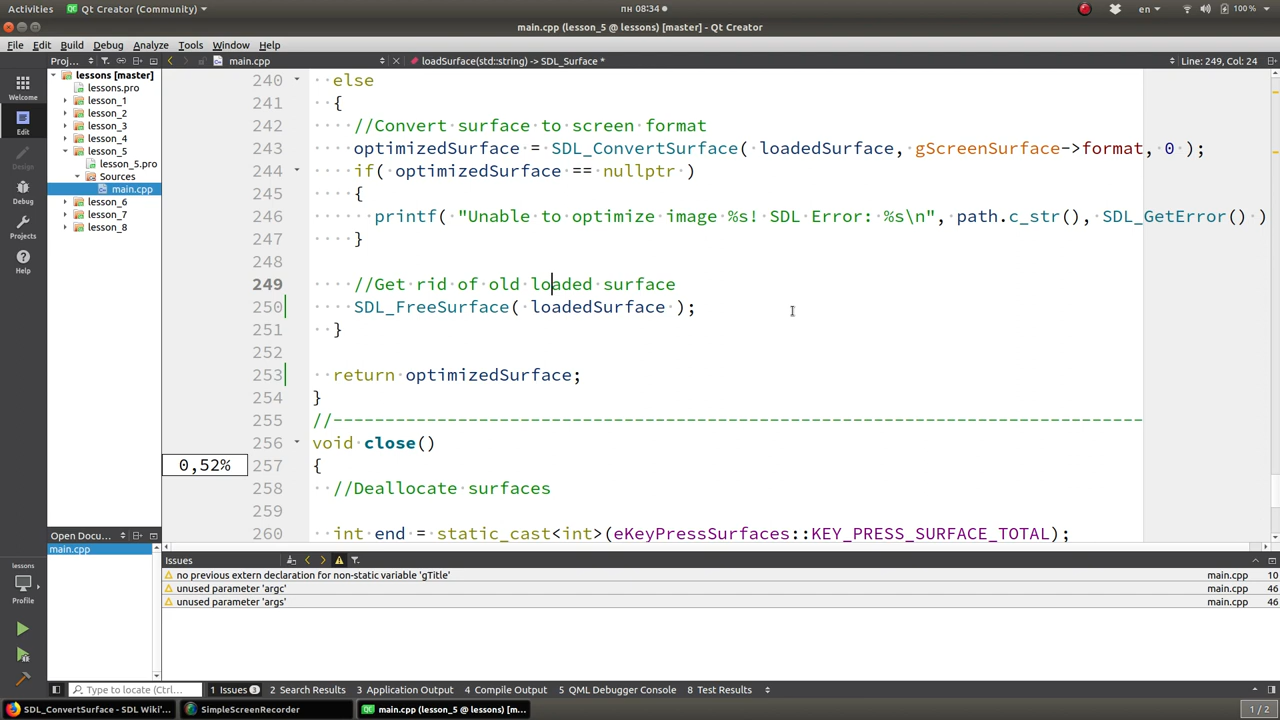 Activities Qt Creator (Community) пн 08:34 en 100 %
main.cpp (lesson_5 @ lessons) [master] - Qt Creator
File Edit Build Debug Analyze Tools Window Help
Proj... main.cpp loadSurface(std::string) -> SDL_Surface * Line: 249, Col: 24
Welcome
Edit
Design
Debug
Projects
Help
lessons
Profile
lessons [master]
lessons.pro
lesson_1
lesson_2
lesson_3
lesson_4
lesson_5
lesson_5.pro
Sources
main.cpp
lesson_6
lesson_7
lesson_8
Open Docu...
main.cpp
240 else
241 {
242 //Convert surface to screen format
243 optimizedSurface = SDL_ConvertSurface( loadedSurface, gScreenSurface->format, 0 );
244 if( optimizedSurface == nullptr )
245 {
246 printf( "Unable to optimize image %s! SDL Error: %s\n", path.c_str(), SDL_GetError() )
247 }
248
249 //Get rid of old loaded surface
250 SDL_FreeSurface( loadedSurface );
251 }
252
253 return optimizedSurface;
254 }
255 //------------------------------------------------------------------------------
256 void close()
0,52% 257 {
258 //Deallocate surfaces
259
260 int end = static_cast<int>(eKeyPressSurfaces::KEY_PRESS_SURFACE_TOTAL);
Issues
no previous extern declaration for non-static variable 'gTitle' main.cpp 10
unused parameter 'argc' main.cpp 46
unused parameter 'args' main.cpp 46
Type to locate (Ctrl+... 1 Issues 3 2 Search Results 3 Application Output 4 Compile Output 5 QML Debugger Console 8 Test Results
SDL_ConvertSurface - SDL Wiki'... SimpleScreenRecorder main.cpp (lesson_5 @ lessons) [m... 1 / 2